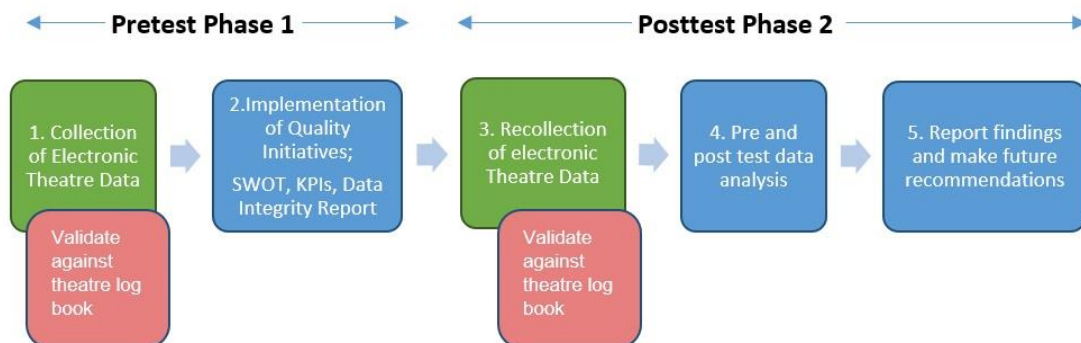 Pretest Phase 1
Posttest Phase 2
1. Collection
of Electronic
Theatre Data
Validate
against
theatre log
book
2.Implementation
of Quality
Initiatives;
SWOT, KPIs, Data
Integrity Report
3. Recollection
of electronic
Theatre Data
Validate
against
theatre log
book
4. Pre and
post test data
analysis
5. Report findings
and make future
recommendations